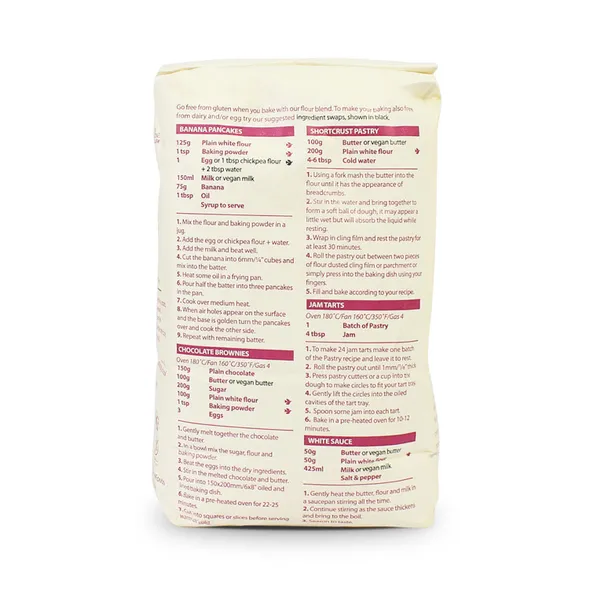 Go free from gluten when you bake with our flour blend. To make your baking also free
from dairy and/or egg try our suggested ingredient swaps, shown in black.
BANANA PANCAKES
125g Plain white flour
1 tsp Baking powder
1 Egg or 1 tbsp chickpea flour
+ 2 tbsp water
150ml Milk or vegan milk
75g Banana
1 tbsp Oil
Syrup to serve
1. Mix the flour and baking powder in a
jug.
2. Add the egg or chickpea flour + water.
3. Add the milk and beat well.
4. Cut the banana into 6mm/¼" cubes and
mix into the batter.
5. Heat some oil in a frying pan.
6. Pour half the batter into three pancakes
in the pan.
7. Cook over medium heat.
8. When air holes appear on the surface
and the base is golden turn the pancakes
over and cook the other side.
9. Repeat with remaining batter.
CHOCOLATE BROWNIES
Oven 180°C/Fan 160°C/350°F/Gas 4
150g Plain chocolate
100g Butter or vegan butter
200g Sugar
100g Plain white flour
1 tsp Baking powder
3 Eggs
1. Gently melt together the chocolate
and butter.
2. In a bowl mix the sugar, flour and
baking powder.
3. Beat the eggs into the dry ingredients.
4. Stir in the melted chocolate and butter.
5. Pour into 150x200mm/6x8" oiled and
lined baking dish.
6. Bake in a pre-heated oven for 22-25
minutes.
7. Cut into squares or slices before serving
SHORTCRUST PASTRY
100g Butter or vegan butter
200g Plain white flour
4-6 tbsp Cold water
1. Using a fork mash the butter into the
flour until it has the appearance of
breadcrumbs.
2. Stir in the water and bring together to
form a soft ball of dough, it may appear a
little wet but will absorb the liquid while
resting.
3. Wrap in cling film and rest the pastry for
at least 30 minutes.
4. Roll the pastry out between two pieces
of flour dusted cling film or parchment or
simply press into the baking dish using your
fingers.
5. Fill and bake according to your recipe.
JAM TARTS
Oven 180°C/Fan 160°C/350°F/Gas 4
1 Batch of Pastry
4 tbsp Jam
1. To make 24 jam tarts make one batch
of the Pastry recipe and leave it to rest.
2. Roll the pastry out until 1mm/ thick
3. Press pastry cutters or a cup into the
dough to make circles to fit your tart tray.
4. Gently lift the circles into the oiled
cavities of the tart tray.
5. Spoon some jam into each tart.
6. Bake in a pre-heated oven for 10-12
minutes.
WHITE SAUCE
50g Butter or vegan butter
50g Plain white
425ml Milk or vegan milk
Salt & pepper
1. Gently heat the butter, flour and milk in
a saucepan stirring all the time.
2. Continue stirring as the sauce thickens
and bring to the boil.